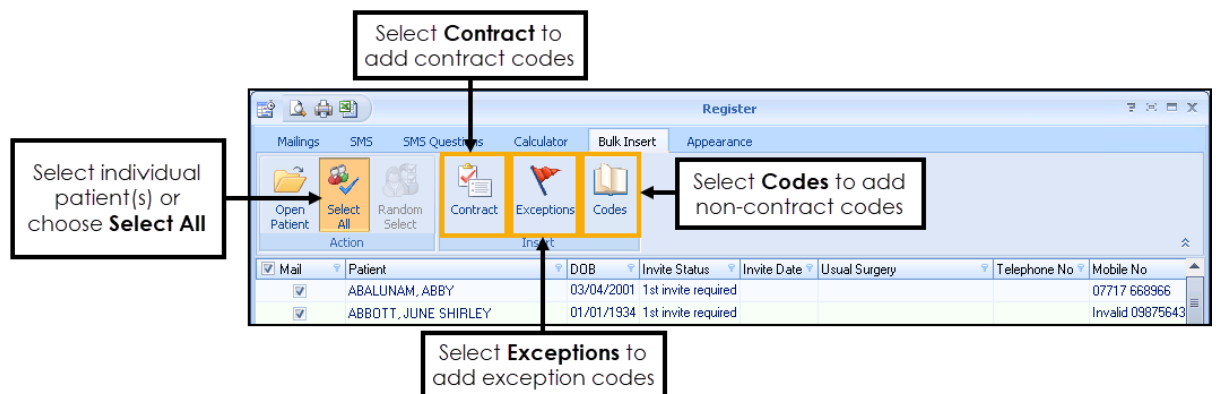 Select Contract to
add contract codes
Register
Mailings SMS SMS Questions Calculator Bulk Insert Appearance
Select individual
patient(s) or
choose Select All
Open
Patient
Select
All
Random
Select
Action
Contract
Exceptions
Codes
Insert
Select Codes to add
non-contract codes
Mail Patient DOB Invite Status Invite Date Usual Surgery Telephone No Mobile No
ABALUNAM, ABBY 03/04/2001 1st invite required 07717 668966
ABBOTT, JUNE SHIRLEY 01/01/1934 1st invite required Invalid 09875643
Select Exceptions to
add exception codes